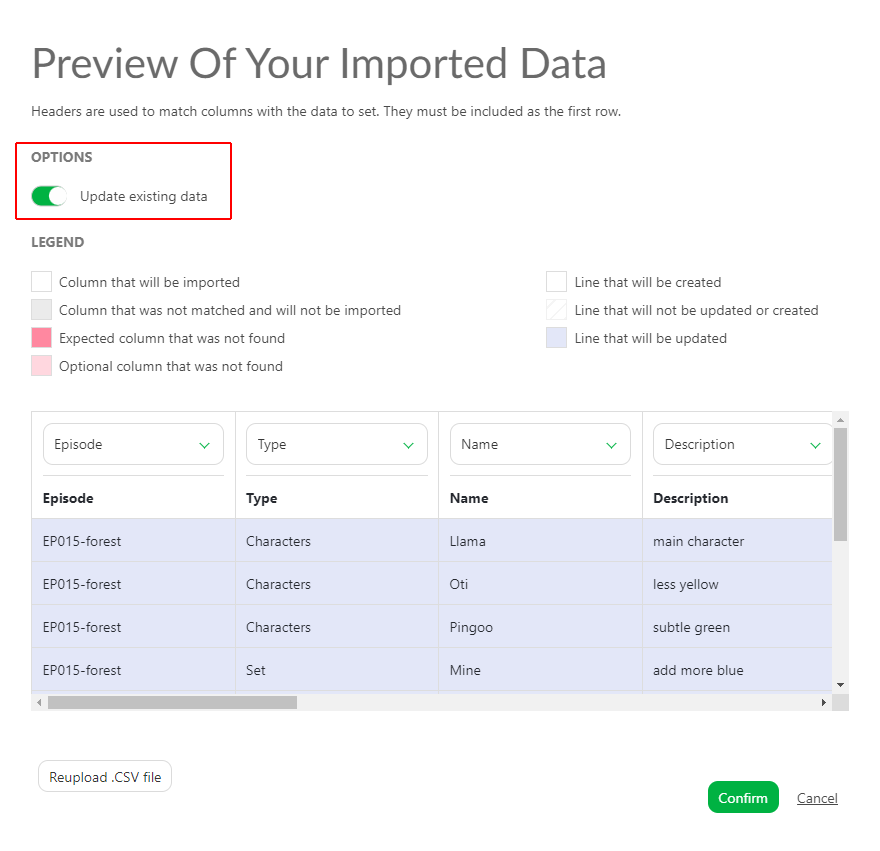 Preview Of Your Imported Data
Headers are used to match columns with the data to set. They must be included as the first row.
OPTIONS
Update existing data
LEGEND
Column that will be imported
Column that was not matched and will not be imported
Expected column that was not found
Optional column that was not found
Line that will be created
Line that will not be updated or created
Line that will be updated
Episode Type Name Description
Episode Type Name Description
EP015-forest Characters Llama main character
EP015-forest Characters Oti less yellow
EP015-forest Characters Pingoo subtle green
EP015-forest Set Mine add more blue
Reupload .CSV file
Confirm Cancel